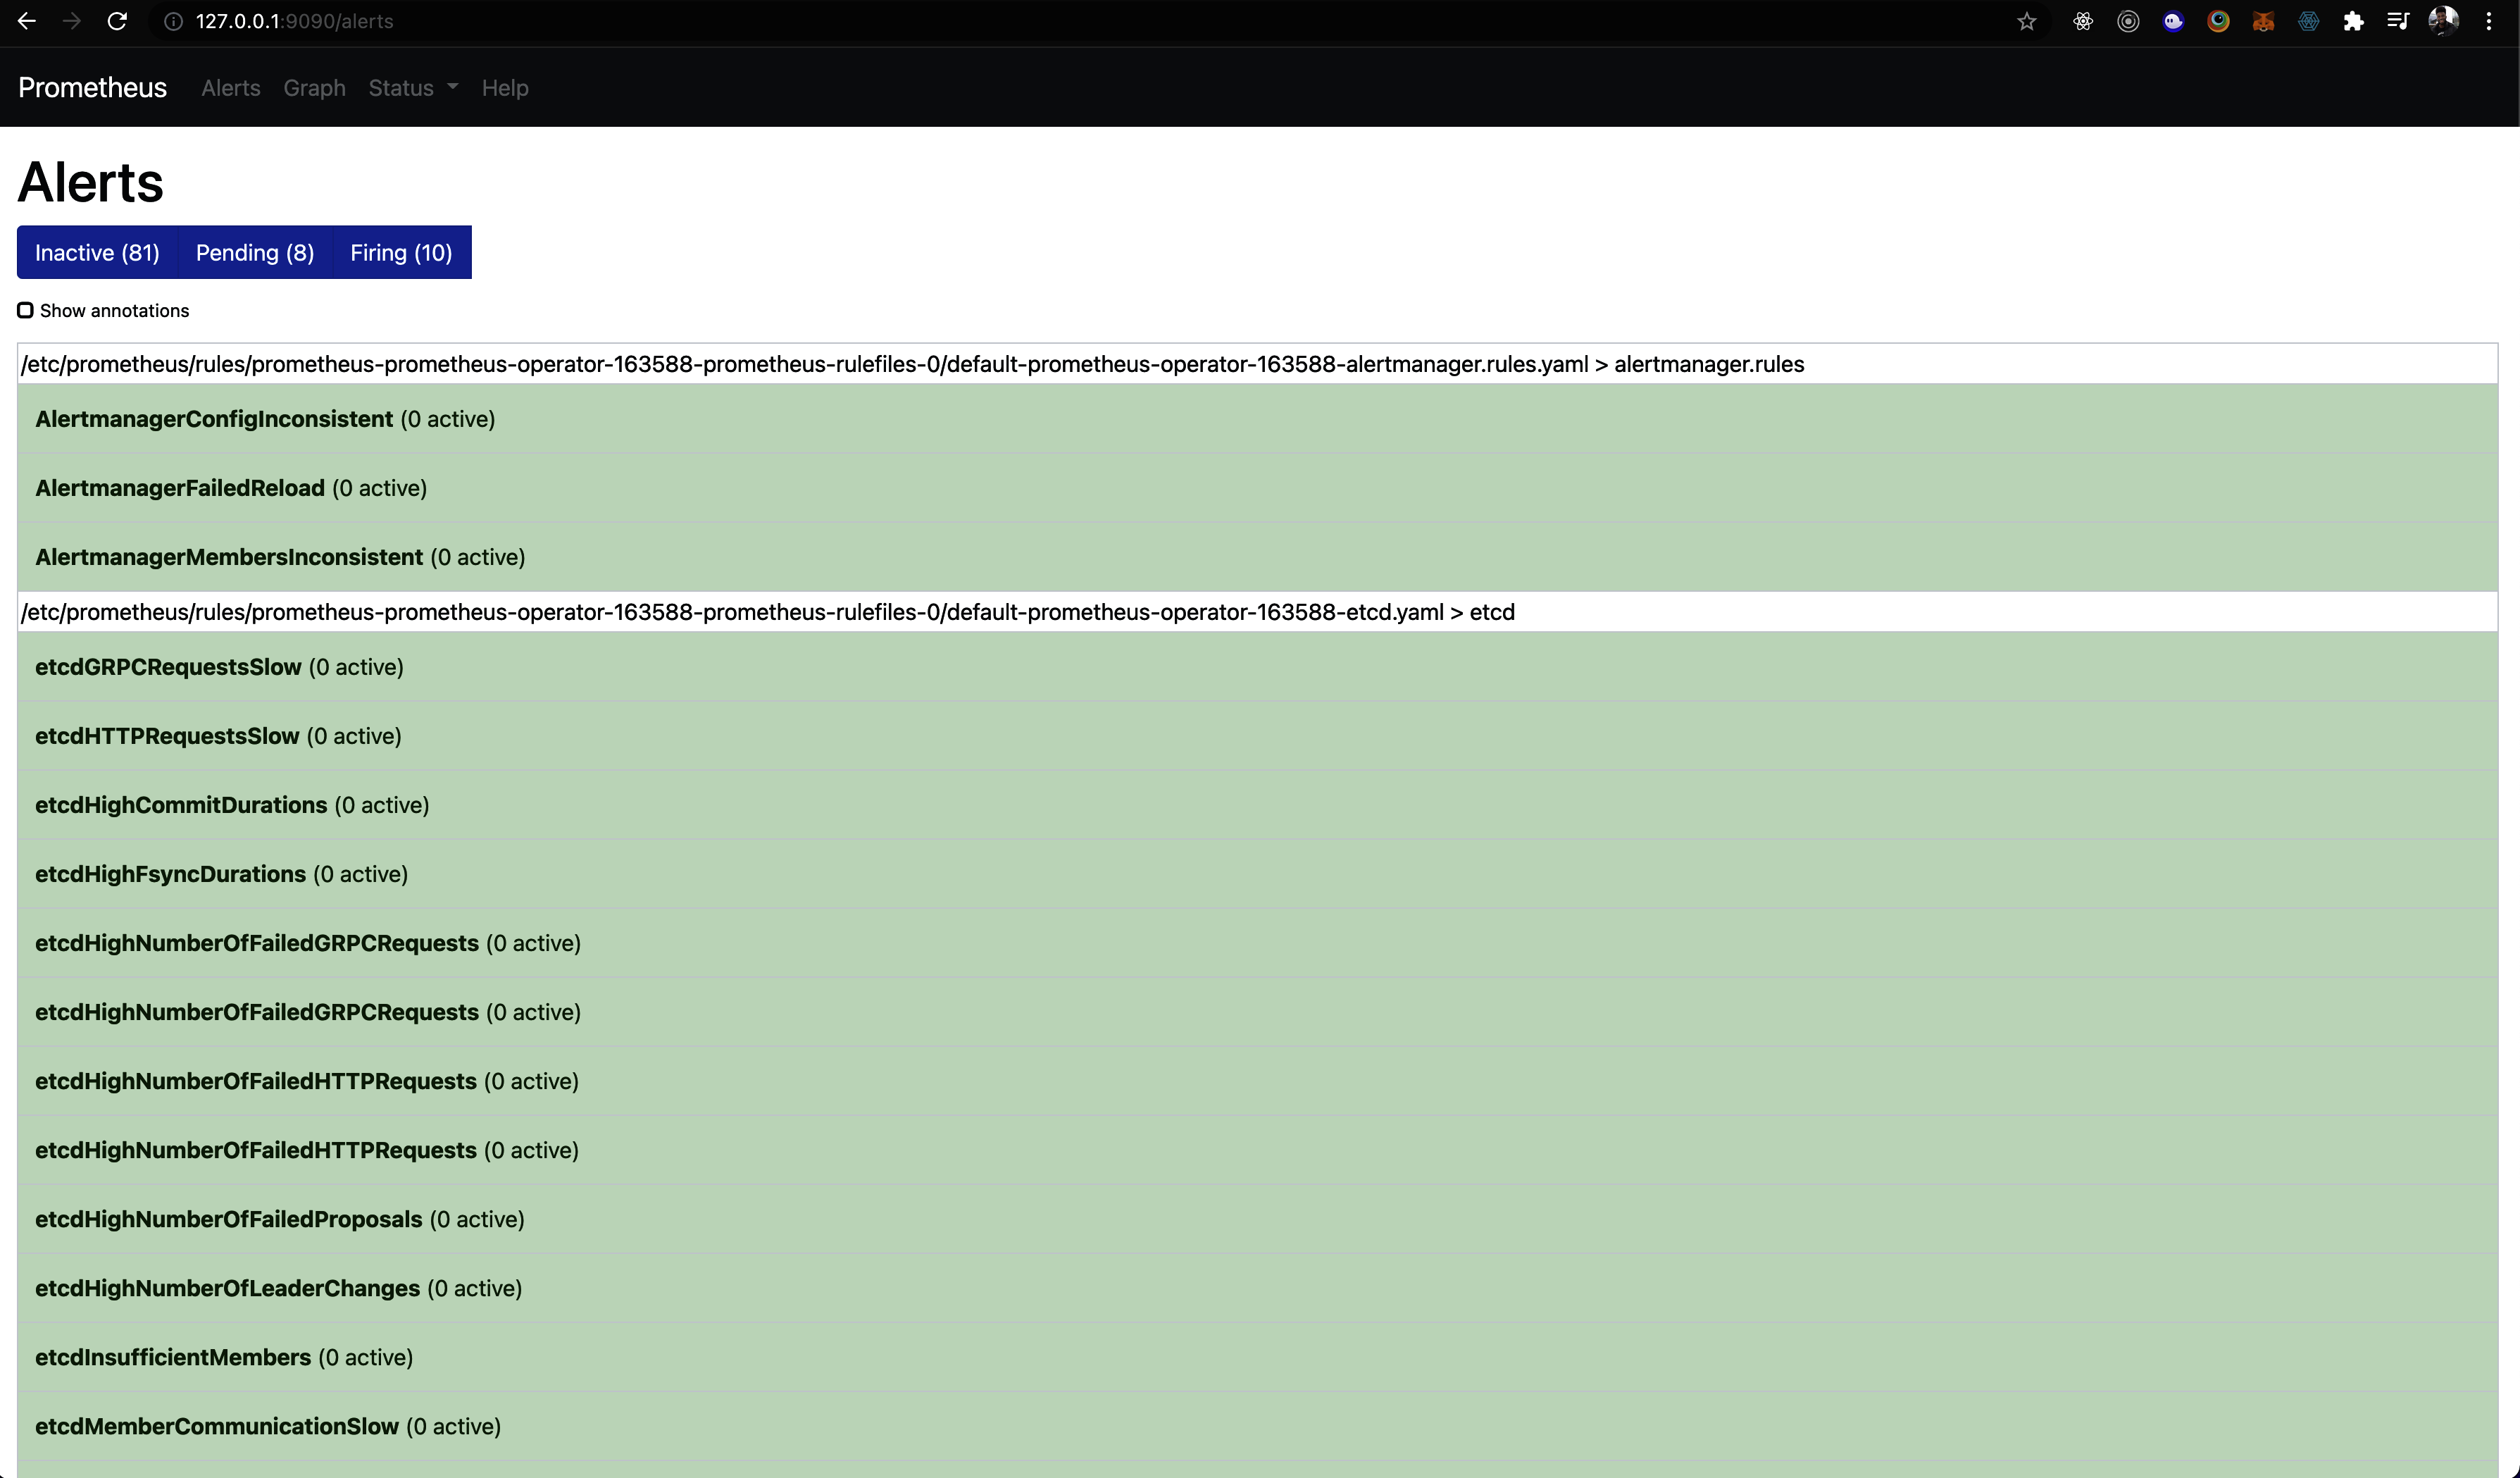 127.0.0.1:9090/alerts
Prometheus Alerts Graph Status Help
Alerts
Inactive (81) Pending (8) Firing (10)
Show annotations
/etc/prometheus/rules/prometheus-prometheus-operator-163588-prometheus-rulefiles-0/default-prometheus-operator-163588-alertmanager.rules.yaml > alertmanager.rules
AlertmanagerConfigInconsistent (0 active)
AlertmanagerFailedReload (0 active)
AlertmanagerMembersInconsistent (0 active)
/etc/prometheus/rules/prometheus-prometheus-operator-163588-prometheus-rulefiles-0/default-prometheus-operator-163588-etcd.yaml > etcd
etcdGRPCRequestsSlow (0 active)
etcdHTTPRequestsSlow (0 active)
etcdHighCommitDurations (0 active)
etcdHighFsyncDurations (0 active)
etcdHighNumberOfFailedGRPCRequests (0 active)
etcdHighNumberOfFailedGRPCRequests (0 active)
etcdHighNumberOfFailedHTTPRequests (0 active)
etcdHighNumberOfFailedHTTPRequests (0 active)
etcdHighNumberOfFailedProposals (0 active)
etcdHighNumberOfLeaderChanges (0 active)
etcdInsufficientMembers (0 active)
etcdMemberCommunicationSlow (0 active)